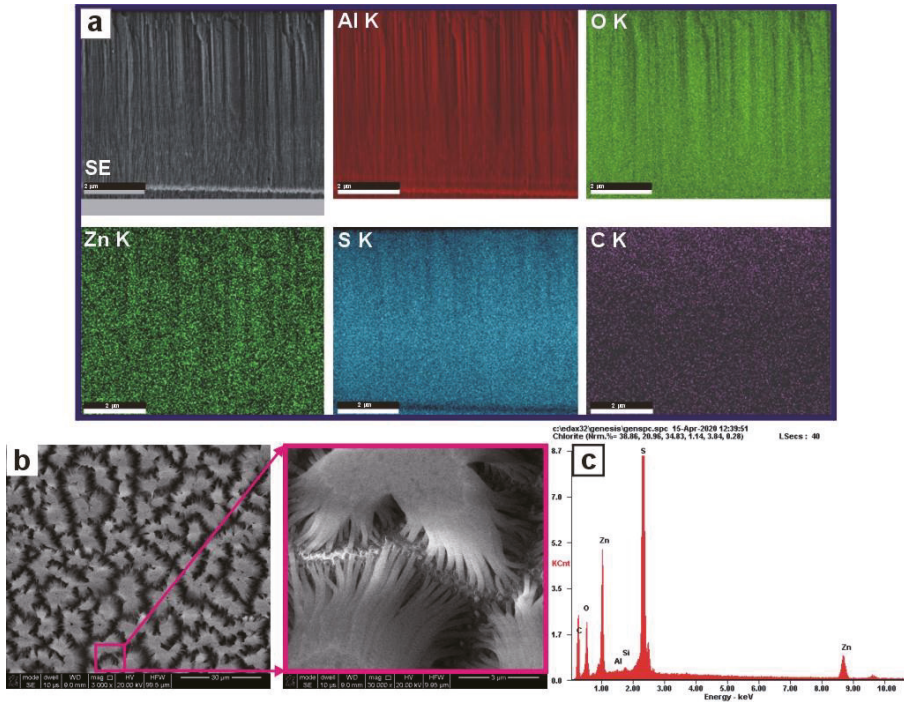 a
SE
2 µm
Al K
2 µm
O K
2 µm
Zn K
2 µm
S K
2 µm
C K
2 µm
b
mode
SE
dwell
10 µs
WD
0.0 mm
mag
3 000 x
HV
20.00 kV
HFW
99.5 µm
30 µm
mode
SE
dwell
10 µs
WD
0.0 mm
mag
30 000 x
HV
20.00 kV
HFW
9.95 µm
3 µm
c:\edax32\genesis\genspc.spc 15-Apr-2020 12:39:51
Chlorite (Nrm.%= 38.86, 20.96, 34.83, 1.14, 3.84, 0.28) LSecs : 40
c
8.7
7.0
5.2
KCnt
3.5
1.7
0.0
C
O
Zn
Al
Si
S
Zn
1.00 2.00 3.00 4.00 5.00 6.00 7.00 8.00 9.00 10.00
Energy - keV